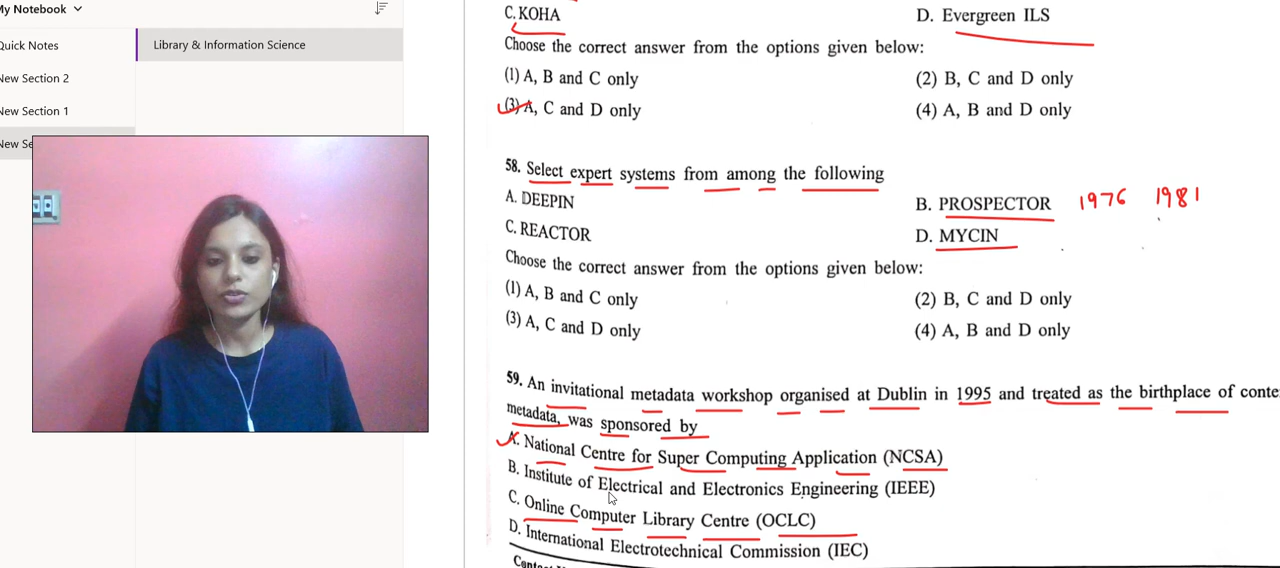 My Notebook
Quick Notes
Library & Information Science
New Section 2
New Section 1
New Se
C. KOHA
D. Evergreen ILS
Choose the correct answer from the options given below:
(1) A, B and C only
(2) B, C and D only
(3) A, C and D only
(4) A, B and D only
58. Select expert systems from among the following
A. DEEPIN
B. PROSPECTOR 1976 1981
C. REACTOR
D. MYCIN
Choose the correct answer from the options given below:
(1) A, B and C only
(2) B, C and D only
(3) A, C and D only
(4) A, B and D only
59. An invitational metadata workshop organised at Dublin in 1995 and treated as the birthplace of conte
metadata, was sponsored by
A. National Centre for Super Computing Application (NCSA)
B. Institute of Electrical and Electronics Engineering (IEEE)
C. Online Computer Library Centre (OCLC)
D. International Electrotechnical Commission (IEC)